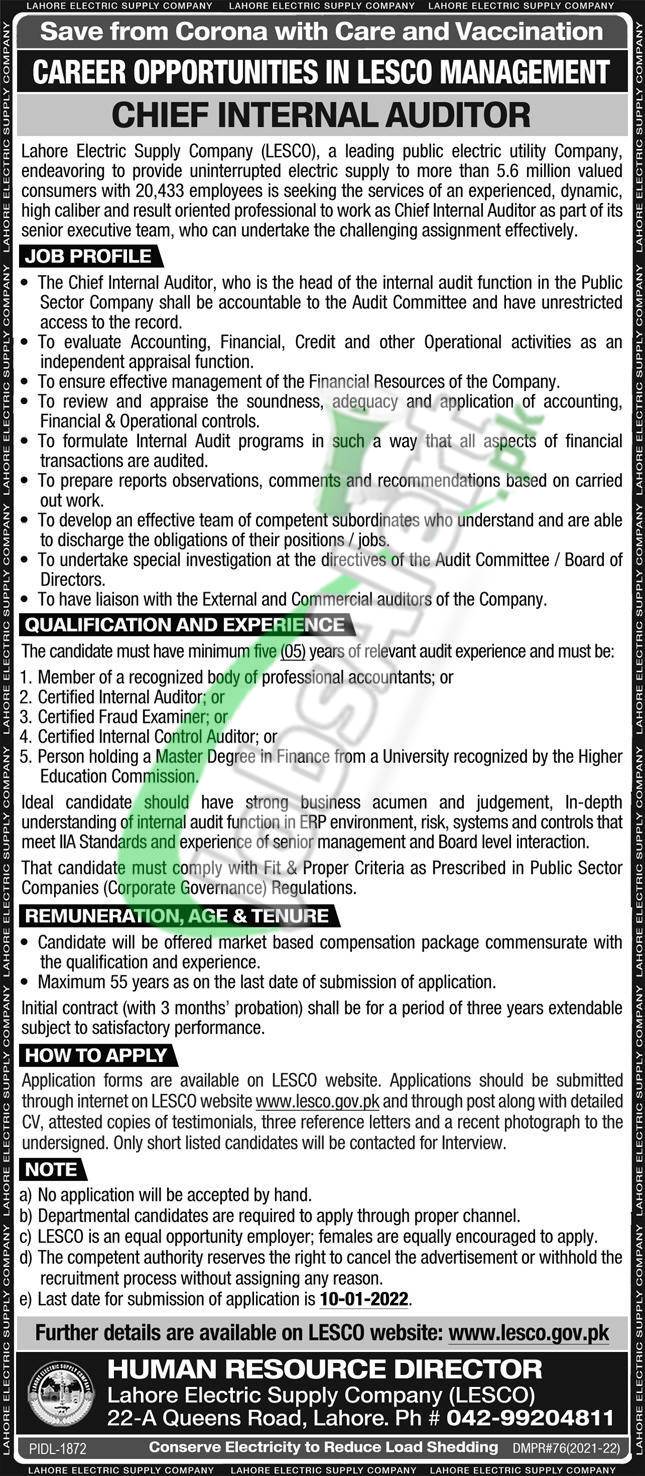 LAHORE ELECTRIC SUPPLY COMPANY LAHORE ELECTRIC SUPPLY COMPANY LAHORE ELECTRIC SUPPLY COMPANY
Save from Corona with Care and Vaccination
CAREER OPPORTUNITIES IN LESCO MANAGEMENT
CHIEF INTERNAL AUDITOR
Lahore Electric Supply Company (LESCO), a leading public electric utility Company,
endeavoring to provide uninterrupted electric supply to more than 5.6 million valued
consumers with 20,433 employees is seeking the services of an experienced, dynamic,
high caliber and result oriented professional to work as Chief Internal Auditor as part of its
senior executive team, who can undertake the challenging assignment effectively.
JOB PROFILE
• The Chief Internal Auditor, who is the head of the internal audit function in the Public
Sector Company shall be accountable to the Audit Committee and have unrestricted
access to the record.
• To evaluate Accounting, Financial, Credit and other Operational activities as an
independent appraisal function.
• To ensure effective management of the Financial Resources of the Company.
• To review and appraise the soundness, adequacy and application of accounting,
Financial & Operational controls.
• To formulate Internal Audit programs in such a way that all aspects of financial
transactions are audited.
• To prepare reports observations, comments and recommendations based on carried
out work.
• To develop an effective team of competent subordinates who understand and are able
to discharge the obligations of their positions / jobs.
• To undertake special investigation at the directives of the Audit Committee / Board of
Directors.
• To have liaison with the External and Commercial auditors of the Company.
QUALIFICATION AND EXPERIENCE
The candidate must have minimum five (05) years of relevant audit experience and must be:
1. Member of a recognized body of professional accountants; or
2. Certified Internal Auditor; or
3. Certified Fraud Examiner; or
4. Certified Internal Control Auditor; or
5. Person holding a Master Degree in Finance from a University recognized by the Higher
Education Commission.
Ideal candidate should have strong business acumen and judgement, In-depth
understanding of internal audit function in ERP environment, risk, systems and controls that
meet IIA Standards and experience of senior management and Board level interaction.
That candidate must comply with Fit & Proper Criteria as Prescribed in Public Sector
Companies (Corporate Governance) Regulations.
REMUNERATION, AGE & TENURE
• Candidate will be offered market based compensation package commensurate with
the qualification and experience.
• Maximum 55 years as on the last date of submission of application.
Initial contract (with 3 months' probation) shall be for a period of three years extendable
subject to satisfactory performance.
HOW TO APPLY
Application forms are available on LESCO website. Applications should be submitted
through internet on LESCO website www.lesco.gov.pk and through post along with detailed
CV, attested copies of testimonials, three reference letters and a recent photograph to the
undersigned. Only short listed candidates will be contacted for Interview.
NOTE
a) No application will be accepted by hand.
b) Departmental candidates are required to apply through proper channel.
c) LESCO is an equal opportunity employer; females are equally encouraged to apply.
d) The competent authority reserves the right to cancel the advertisement or withhold the
recruitment process without assigning any reason.
e) Last date for submission of application is 10-01-2022.
Further details are available on LESCO website: www.lesco.gov.pk
HUMAN RESOURCE DIRECTOR
Lahore Electric Supply Company (LESCO)
22-A Queens Road, Lahore. Ph # 042-99204811
PIDL-1872 Conserve Electricity to Reduce Load Shedding DMPR#76(2021-22)
LAHORE ELECTRIC SUPPLY COMPANY LAHORE ELECTRIC SUPPLY COMPANY LAHORE ELECTRIC SUPPLY COMPANY
JobsAlert.pk